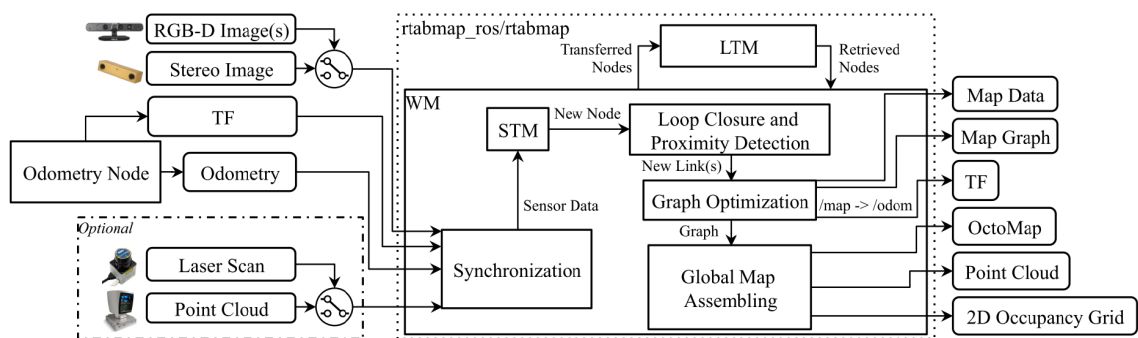 rtabmap_ros/rtabmap
RGB-D Image(s)
Stereo Image
TF
Odometry Node
Odometry
Optional
Laser Scan
Point Cloud
Transferred
Nodes
LTM
Retrieved
Nodes
WM
STM
New Node
Loop Closure and
Proximity Detection
New Link(s)
Graph Optimization
/map -> /odom
Sensor Data
Graph
Synchronization
Global Map
Assembling
Map Data
Map Graph
TF
OctoMap
Point Cloud
2D Occupancy Grid